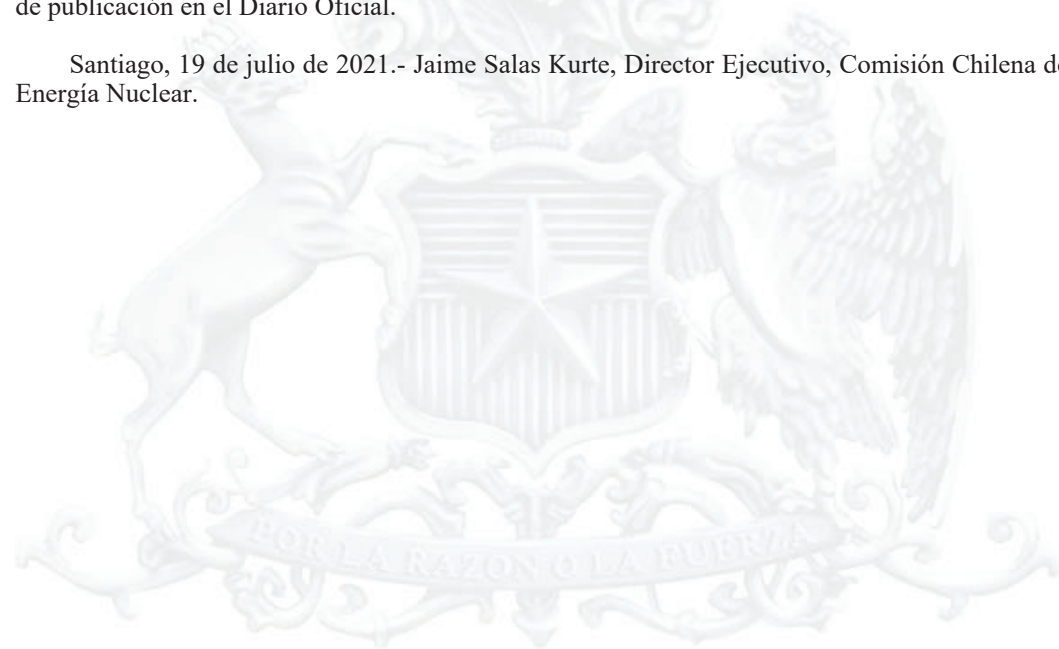 de publicación en el Diario Oficial.
Santiago, 19 de julio de 2021.- Jaime Salas Kurte, Director Ejecutivo, Comisión Chilena de
Energía Nuclear.
POR LA RAZON O LA FUERZA